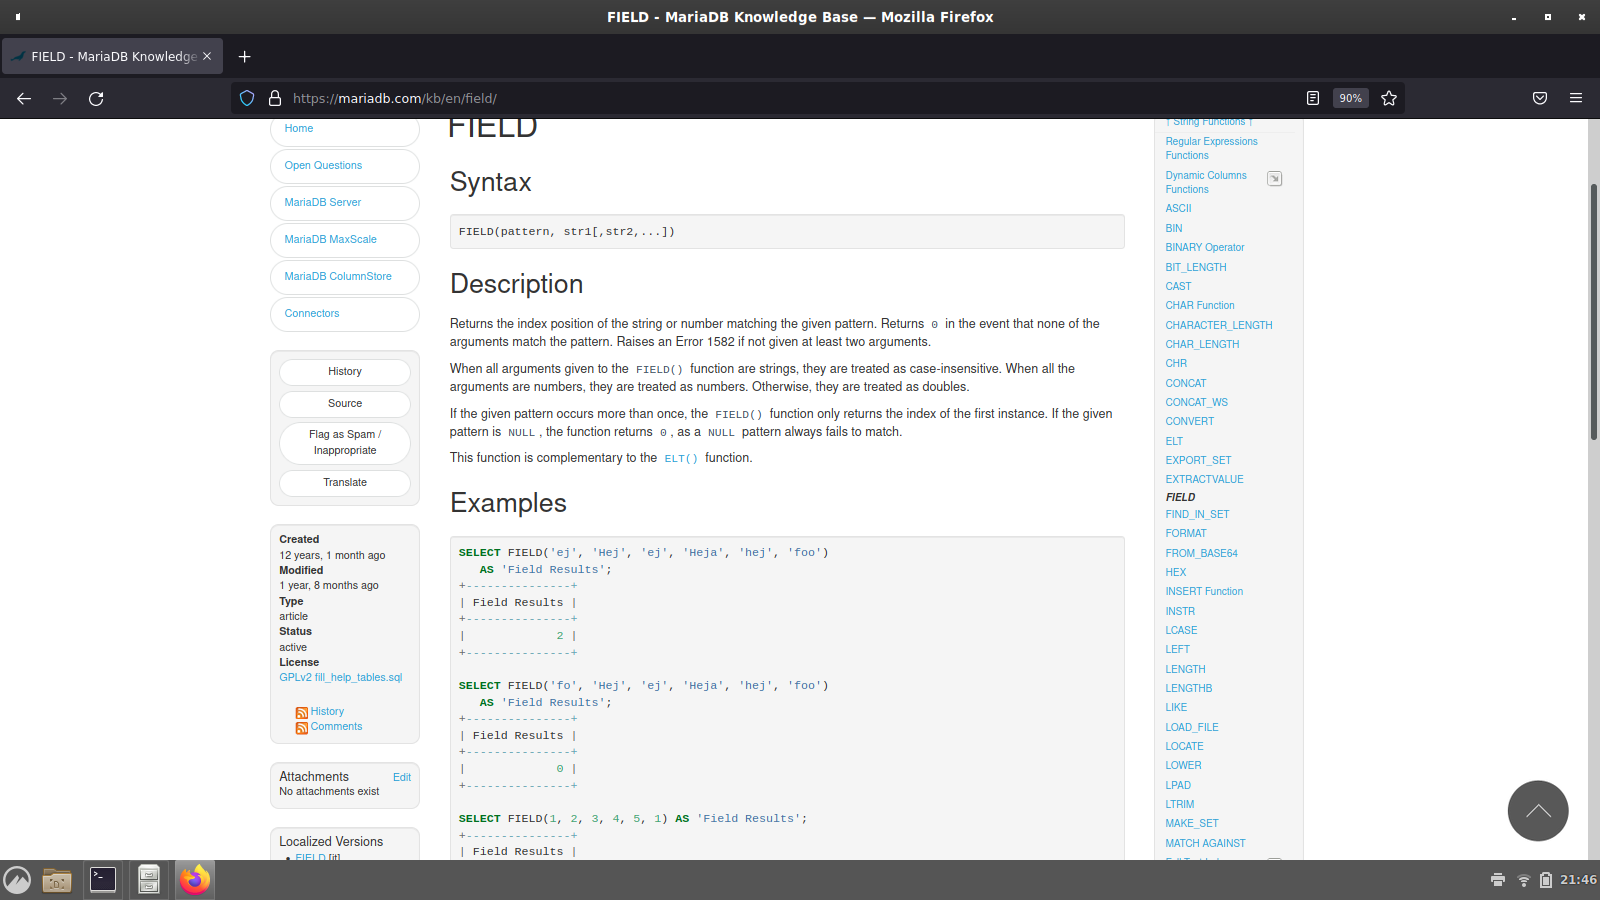 FIELD - MariaDB Knowledge Base — Mozilla Firefox
FIELD - MariaDB Knowledge
https://mariadb.com/kb/en/field/
90%
Home
Open Questions
MariaDB Server
MariaDB MaxScale
MariaDB ColumnStore
Connectors
History
Source
Flag as Spam /
Inappropriate
Translate
Created
12 years, 1 month ago
Modified
1 year, 8 months ago
Type
article
Status
active
License
GPLv2 fill_help_tables.sql
History
Comments
Attachments Edit
No attachments exist
Localized Versions
• FIELD [it]
FIELD
Syntax
FIELD(pattern, str1[,str2,...])
Description
Returns the index position of the string or number matching the given pattern. Returns 0 in the event that none of the
arguments match the pattern. Raises an Error 1582 if not given at least two arguments.
When all arguments given to the FIELD() function are strings, they are treated as case-insensitive. When all the
arguments are numbers, they are treated as numbers. Otherwise, they are treated as doubles.
If the given pattern occurs more than once, the FIELD() function only returns the index of the first instance. If the given
pattern is NULL, the function returns 0, as a NULL pattern always fails to match.
This function is complementary to the ELT() function.
Examples
SELECT FIELD('ej', 'Hej', 'ej', 'Heja', 'hej', 'foo')
   AS 'Field Results';
+---------------+
| Field Results |
+---------------+
|             2 |
+---------------+
SELECT FIELD('fo', 'Hej', 'ej', 'Heja', 'hej', 'foo')
   AS 'Field Results';
+---------------+
| Field Results |
+---------------+
|             0 |
+---------------+
SELECT FIELD(1, 2, 3, 4, 5, 1) AS 'Field Results';
+---------------+
| Field Results |
↑ String Functions ↑
Regular Expressions
Functions
Dynamic Columns
Functions
ASCII
BIN
BINARY Operator
BIT_LENGTH
CAST
CHAR Function
CHARACTER_LENGTH
CHAR_LENGTH
CHR
CONCAT
CONCAT_WS
CONVERT
ELT
EXPORT_SET
EXTRACTVALUE
FIELD
FIND_IN_SET
FORMAT
FROM_BASE64
HEX
INSERT Function
INSTR
LCASE
LEFT
LENGTH
LENGTHB
LIKE
LOAD_FILE
LOCATE
LOWER
LPAD
LTRIM
MAKE_SET
MATCH AGAINST
21:46